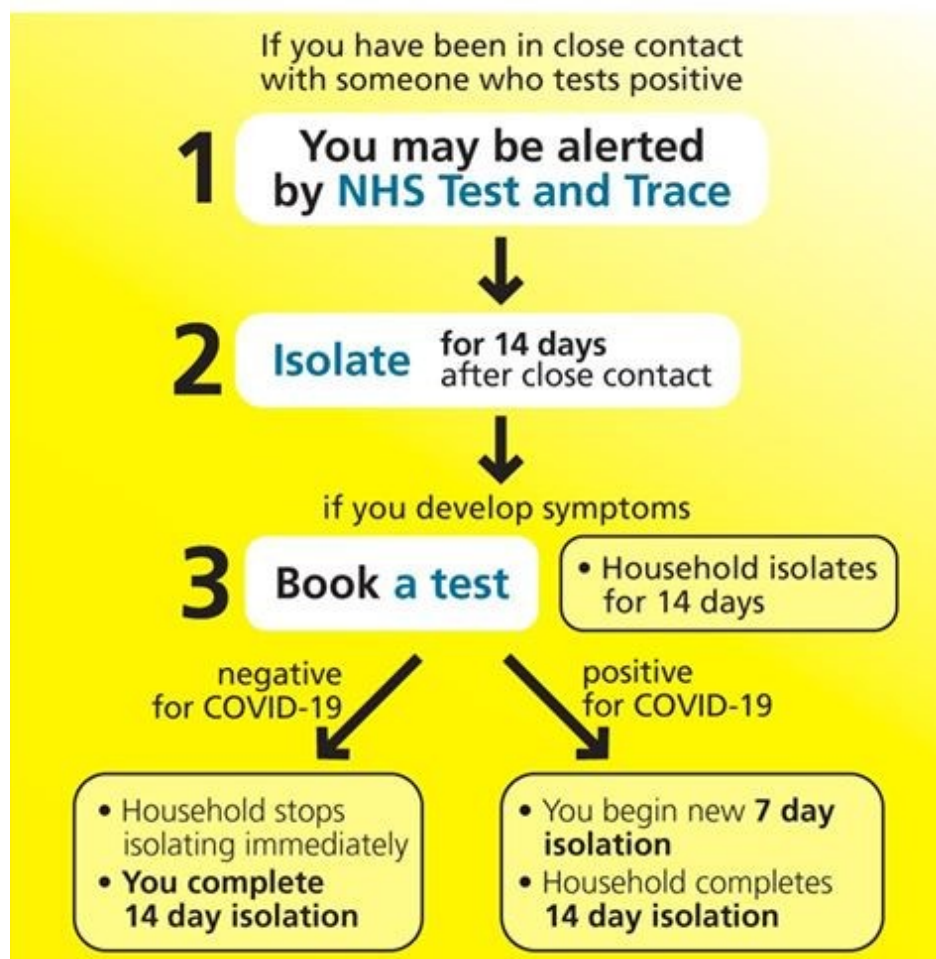 If you have been in close contact
with someone who tests positive
1
You may be alerted
by NHS Test and Trace
2
Isolate
for 14 days
after close contact
if you develop symptoms
3
Book a test
• Household isolates
for 14 days
negative
for COVID-19
positive
for COVID-19
• Household stops
isolating immediately
• You complete
14 day isolation
• You begin new 7 day
isolation
• Household completes
14 day isolation